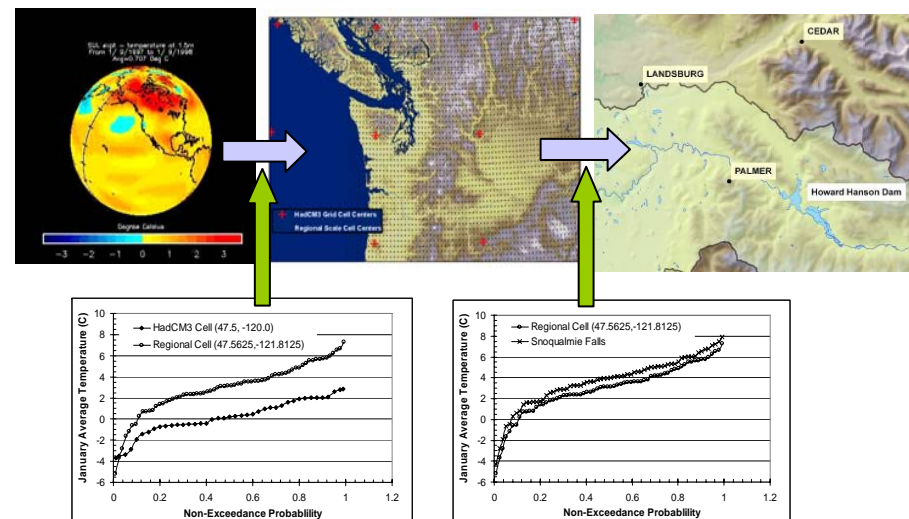 SUL expt - temperature at 1.5m
From 1/ 9/1997 to 1/ 9/1998
Avg=0.707 deg C
Degree Celsius
-3 -2 -1 0 1 2 3
HadCM3 Grid Cell Centers
Regional Scale Cell Centers
CEDAR
LANDSBURG
PALMER
Howard Hanson Dam
January Average Temperature (C)
10
8
6
4
2
0
-2
-4
-6
HadCM3 Cell (47.5, -120.0)
Regional Cell (47.5625,-121.8125)
0 0.2 0.4 0.6 0.8 1 1.2
Non-Exceedance Probablility
January Average Temperature (C)
10
8
6
4
2
0
-2
-4
-6
Regional Cell (47.5625,-121.8125)
Snoqualmie Falls
0 0.2 0.4 0.6 0.8 1 1.2
Non-Exceedance Probablility